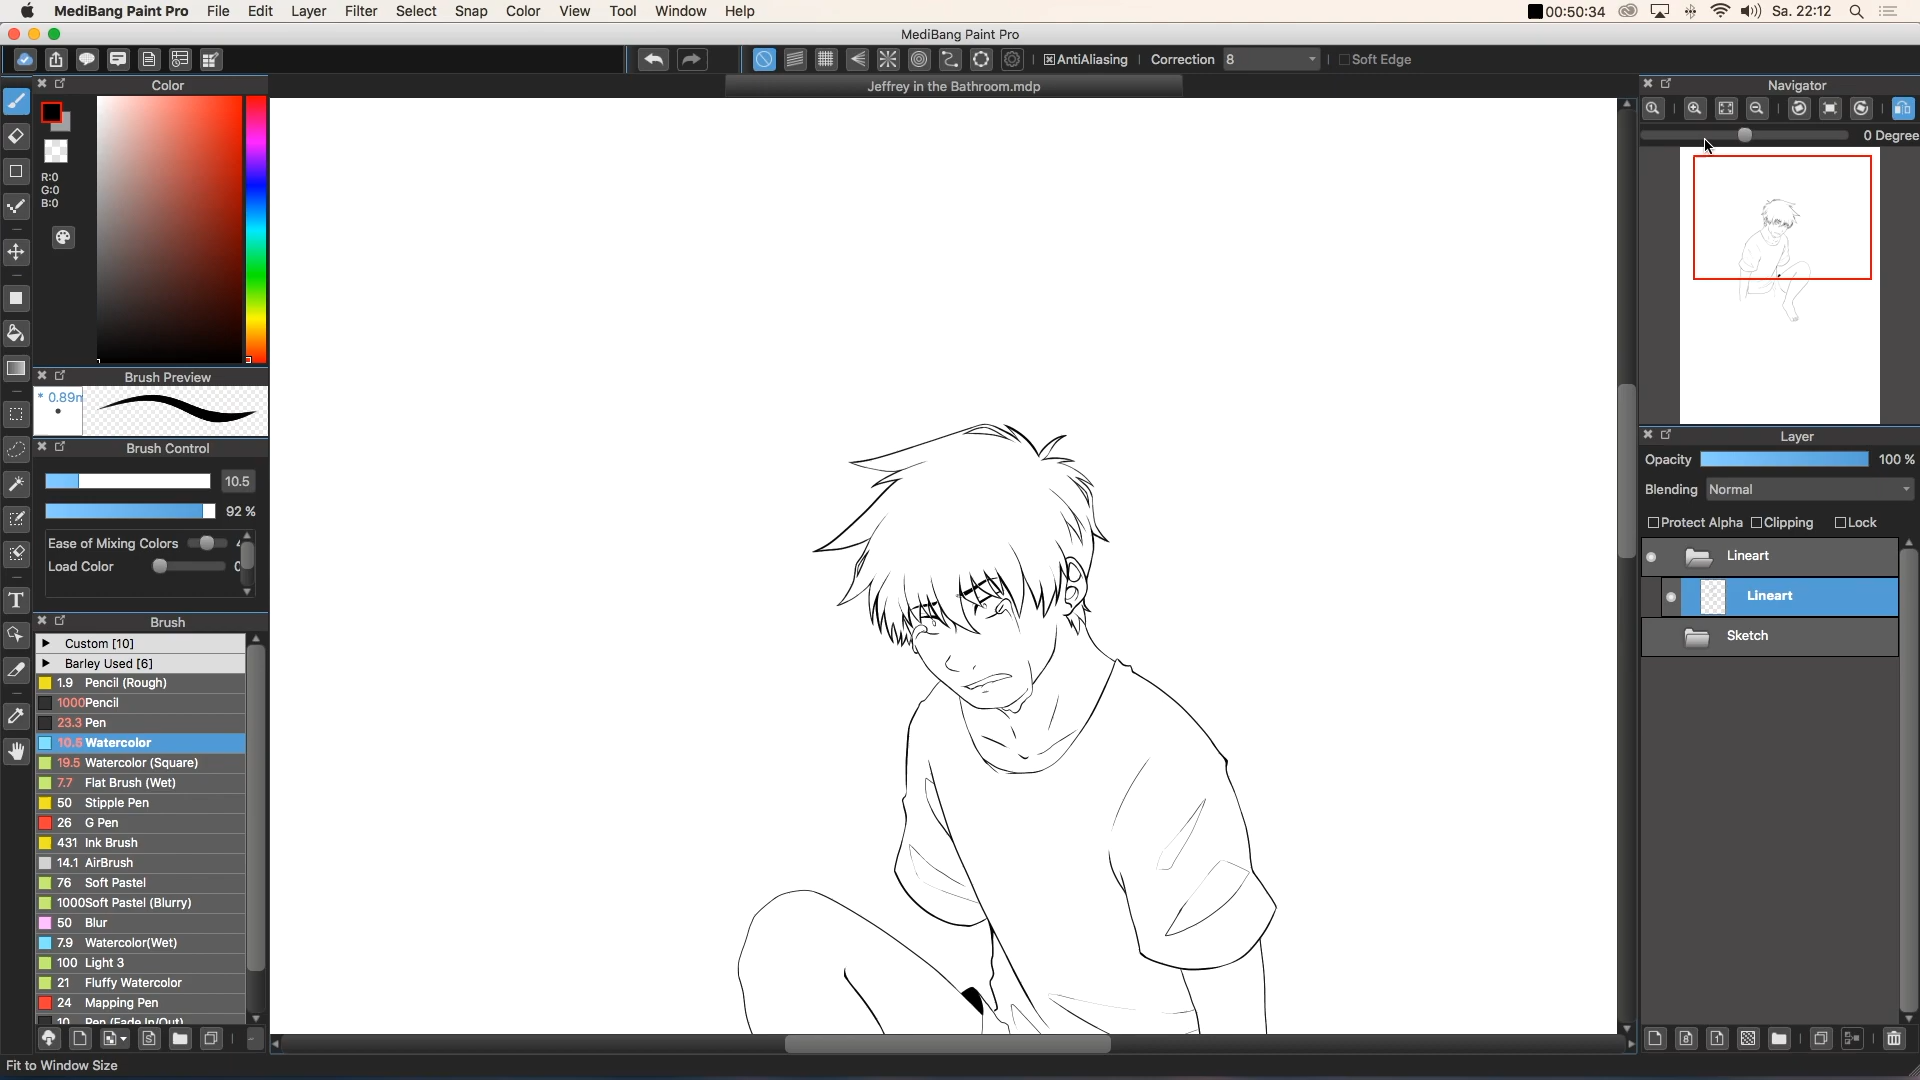 MediBang Paint Pro File Edit Layer Filter Select Snap Color View Tool Window Help 00:50:34 Sa. 22:12
MediBang Paint Pro
AntiAliasing Correction 8 Soft Edge
Jeffrey in the Bathroom.mdp
Color
R:0
G:0
B:0
Brush Preview
* 0.89m
Brush Control
10.5
92 %
Ease of Mixing Colors
Load Color
Brush
Custom [10]
Barley Used [6]
1.9 Pencil (Rough)
1000 Pencil
23.3 Pen
10.5 Watercolor
19.5 Watercolor (Square)
7.7 Flat Brush (Wet)
50 Stipple Pen
26 G Pen
431 Ink Brush
14.1 AirBrush
76 Soft Pastel
1000 Soft Pastel (Blurry)
50 Blur
7.9 Watercolor(Wet)
100 Light 3
21 Fluffy Watercolor
24 Mapping Pen
10 Pen (Fade In/Out)
Fit to Window Size
Navigator
0 Degree
Layer
Opacity 100 %
Blending Normal
Protect Alpha Clipping Lock
Lineart
Lineart
Sketch